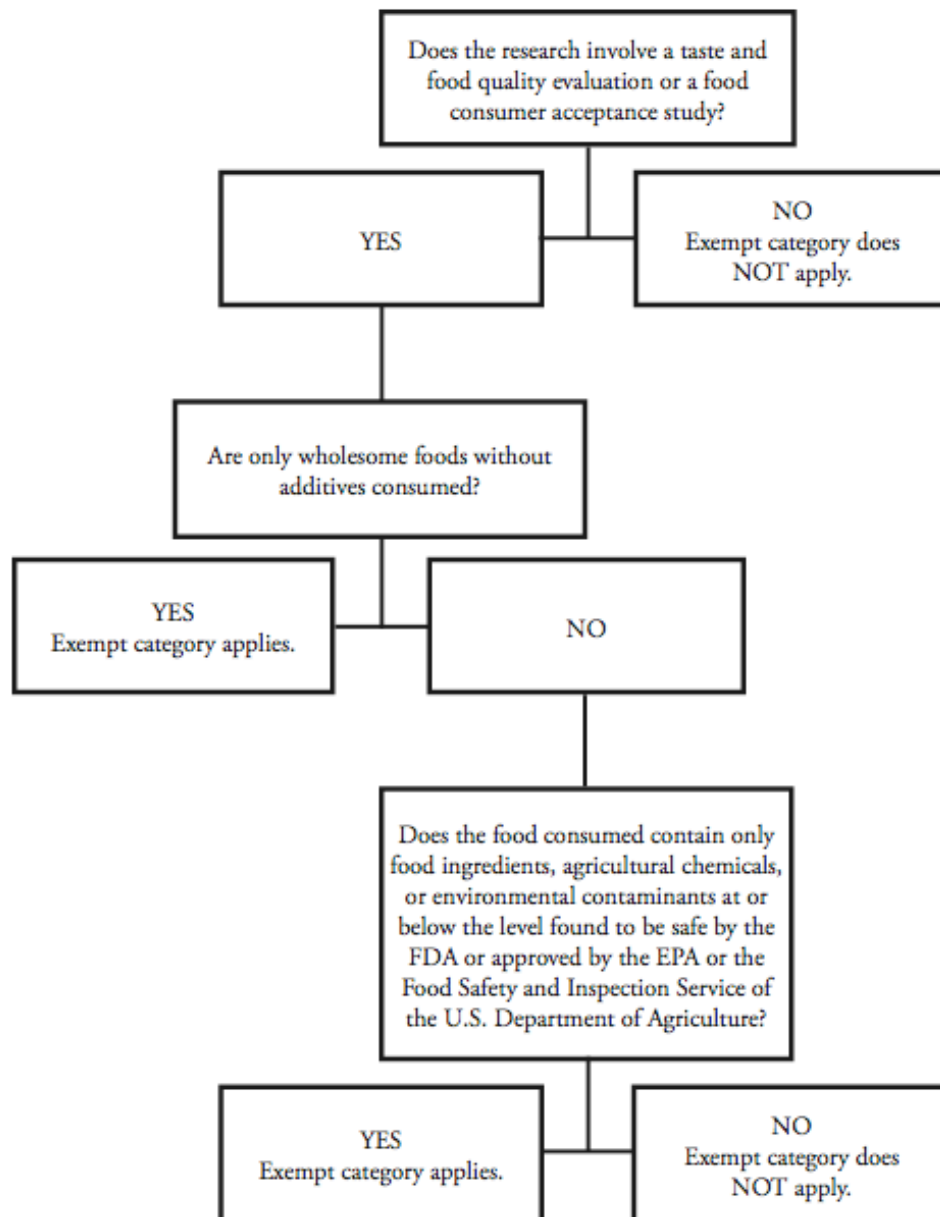 Does the research involve a taste and
food quality evaluation or a food
consumer acceptance study?
YES
NO
Exempt category does
NOT apply.
Are only wholesome foods without
additives consumed?
YES
Exempt category applies.
NO
Does the food consumed contain only
food ingredients, agricultural chemicals,
or environmental contaminants at or
below the level found to be safe by the
FDA or approved by the EPA or the
Food Safety and Inspection Service of
the U.S. Department of Agriculture?
YES
Exempt category applies.
NO
Exempt category does
NOT apply.